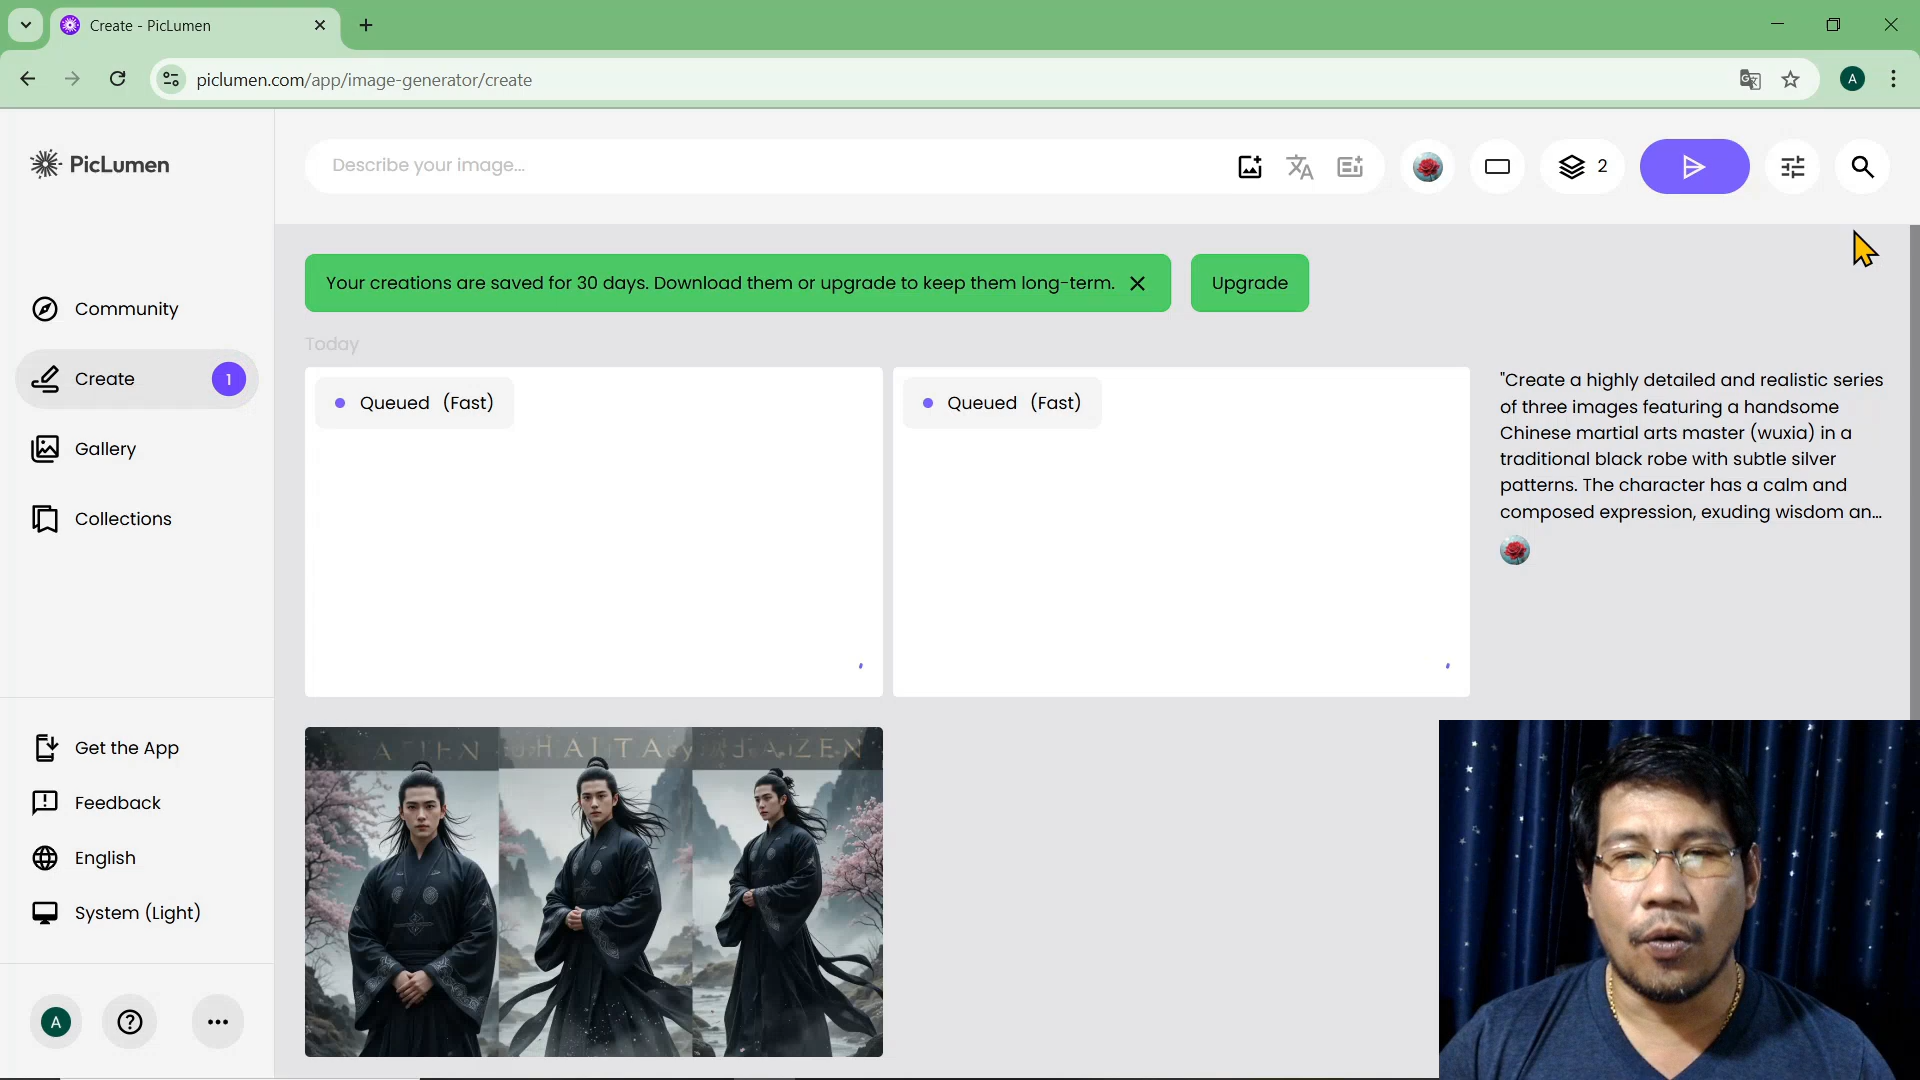 Create - PicLumen
piclumen.com/app/image-generator/create
A
PicLumen
Describe your image...
2
Community
Create
1
Gallery
Collections
Get the App
Feedback
English
System (Light)
A
Your creations are saved for 30 days. Download them or upgrade to keep them long-term.
Upgrade
Today
Queued (Fast)
Queued (Fast)
"Create a highly detailed and realistic series
of three images featuring a handsome
Chinese martial arts master (wuxia) in a
traditional black robe with subtle silver
patterns. The character has a calm and
composed expression, exuding wisdom an...